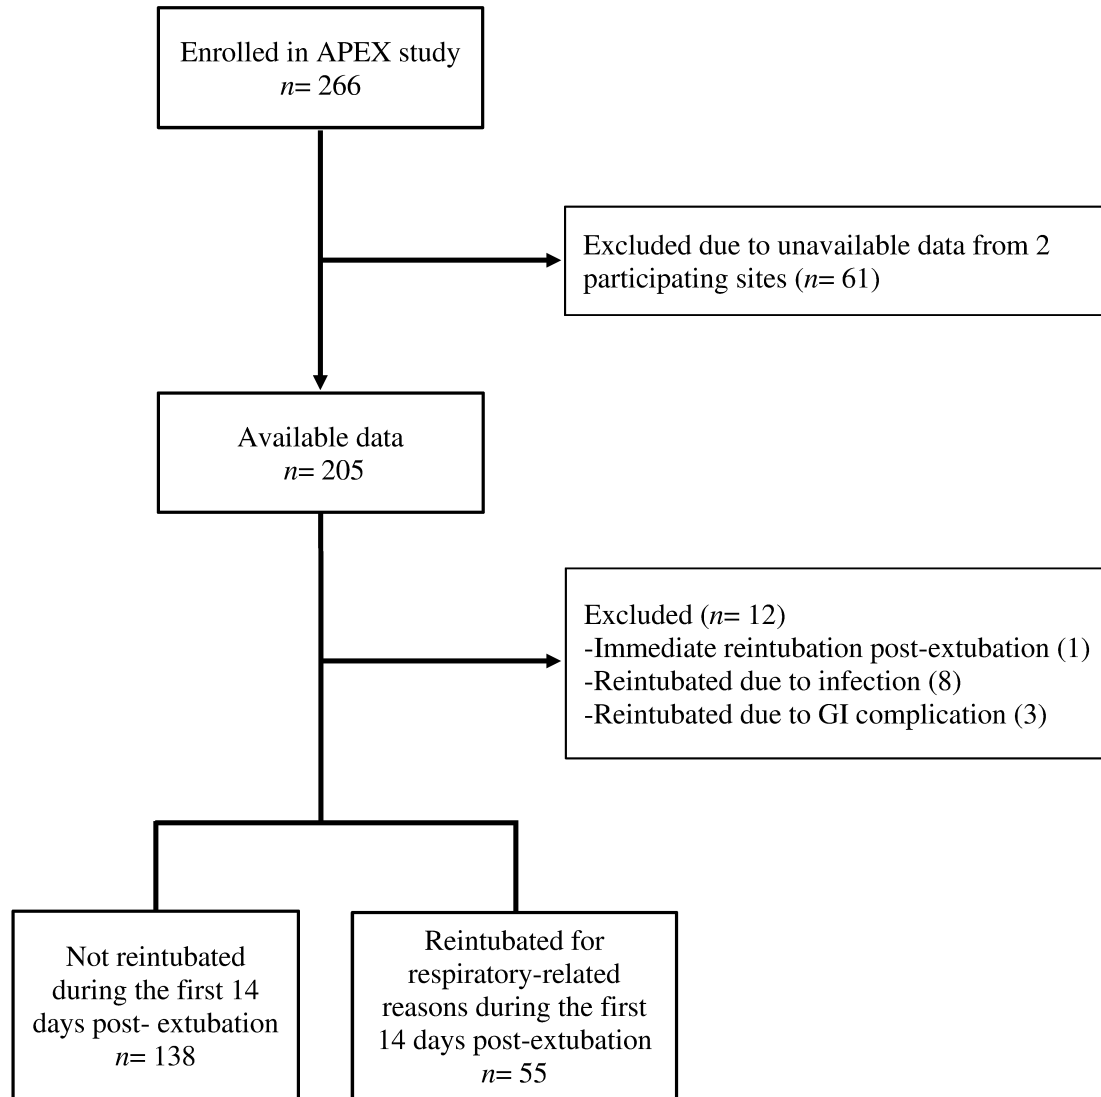 Enrolled in APEX study
n= 266
Excluded due to unavailable data from 2
participating sites (n= 61)
Available data
n= 205
Excluded (n= 12)
-Immediate reintubation post-extubation (1)
-Reintubated due to infection (8)
-Reintubated due to GI complication (3)
Not reintubated
during the first 14
days post- extubation
n= 138
Reintubated for
respiratory-related
reasons during the first
14 days post-extubation
n= 55